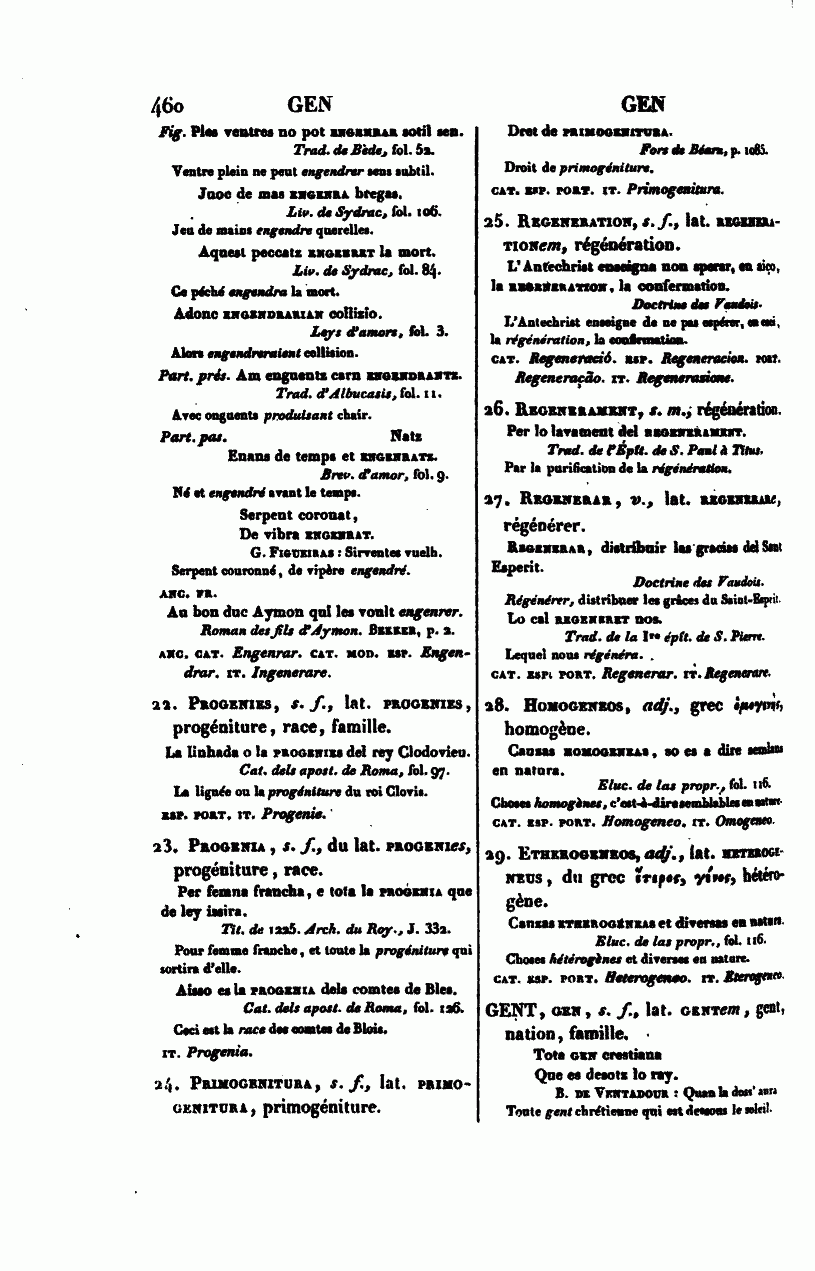 460 GEN GEN
Fig. Ples ventres no pot ENGENRAR sotil sen.
Trad. de Bède, fol. 52.
Ventre plein ne peut engendrer sens subtil.
Juoc de mas ENGENRA bregas.
Liv. de Sydrac, fol. 106.
Jeu de mains engendre querelles.
Aquest peccatz ENGENRET la mort.
Liv. de Sydrac, fol. 84.
Ce péché engendra la mort.
Adonc ENGENDRARIAN collizio.
Leys d'amors, fol. 3.
Alors engendreraient collision.
Part. prés. Am enguentz carn ENGENDRANTZ.
Trad. d'Albucasis, fol. 11.
Avec onguents produisant chair.
Part. pas. Natz
Enans de temps et ENGENRATZ.
Brev. d'amor, fol. 9.
Né et engendré avant le temps.
Serpent coronat,
De vibra ENGENRAT.
G. FIGUEIRAS : Sirventes vuelh.
Serpent couronné, de vipère engendré.
ANC. FR.
Au bon duc Aymon qui les voult engenrer.
Roman des fils d'Aymon. BEKKER, p. 2.
ANC. CAT. Engenrar. CAT. MOD. ESP. Engen-
drar. IT. Ingenerare.
22. PROGENIES, s. f., lat. PROGENIES,
progéniture, race, famille.
La linhada o la PROGENIES del rey Clodovieu.
Cat. dels apost. de Roma, fol. 97.
La lignée ou la progéniture du roi Clovis.
ESP. PORT. IT. Progenie.
23. PROGENIA, s. f., du lat. PROGENIes,
progéniture, race.
Per femna francha, e tota la PROGENIA que
de ley issira.
Tit. de 1225. Arch. du Roy., J. 332.
Pour femme franche, et toute la progéniture qui
sortira d'elle.
Aisso es la PROGENIA dels comtes de Bles.
Cat. dels apost. de Roma, fol. 126.
Ceci est la race des comtes de Blois.
IT. Progenia.
24. PRIMOGENITURA, s. f., lat. PRIMO-
GENITURA, primogéniture.
Dret de PRIMOGENITURA.
Fors de Béarn, p. 1085.
Droit de primogéniture.
CAT. ESP. PORT. IT. Primogenitura.
25. REGENERATION, s. f., lat. REGENERA-
TIONem, régénération.
L'Antechrist enseigna non sperar, en aiço,
la REGENERATION, la confermation.
Doctrine des Vaudois.
L'Antechrist enseigne de ne pas espérer, en ceci,
la régénération, la confirmation.
CAT. Regeneració. ESP. Regeneracion. PORT.
Regeneração. IT. Regenerasione.
26. REGENERAMENT, s. m., régénération.
Per lo lavament del REGENERAMENT.
Trad. de l'Épît. de S. Paul à Titus.
Par la purification de la régénération.
27. REGENERAR, v., lat. REGENERARe,
régénérer.
REGENERAR, distribuir las gracias del Sant
Esperit.
Doctrine des Vaudois.
Régénérer, distribuer les grâces du Saint-Esprit.
Lo cal REGENERET nos.
Trad. de la 1re épît. de S. Pierre.
Lequel nous régénéra.
CAT. ESP. PORT. Regenerar. IT. Regenerare.
28. HOMOGENEOS, adj., grec ὁμογενής,
homogène.
Causas HOMOGENEAS, so es a dire semlans
en natura.
Eluc. de las propr., fol. 116.
Choses homogènes, c'est-à-dire semblables en nature.
CAT. ESP. PORT. Homogeneo. IT. Omogeneo.
29. ETHEROGENEOS, adj., lat. HETEROGE-
NEUS, du grec ἕτερος, γένος, hétéro-
gène.
Causas ETHEROGENEAS et diversas en natura.
Eluc. de las propr., fol. 116.
Choses hétérogènes et diverses en nature.
CAT. ESP. PORT. Heterogeneo. IT. Eterogeneo.
GENT, GEN, s. f., lat. GENTem, gent,
nation, famille.
Tota GEN crestiana
Que es desotz lo ray.
B. DE VENTADOUR : Quan la doss' aura
Toute gent chrétienne qui est dessous le soleil.